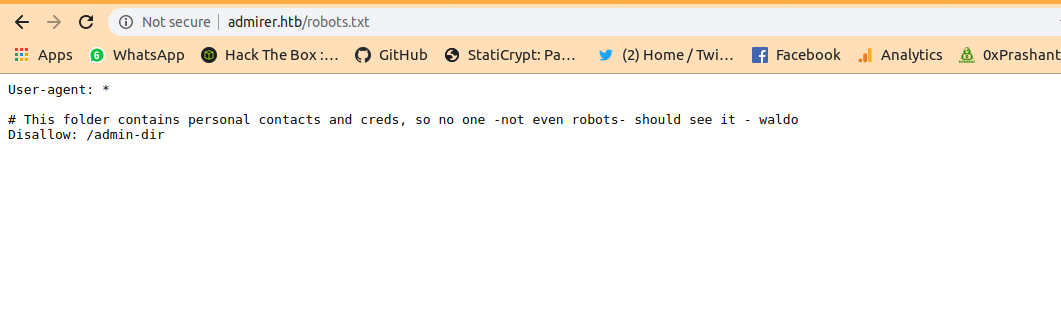 Not secure | admirer.htb/robots.txt
Apps WhatsApp Hack The Box :... GitHub StatiCrypt: Pa... (2) Home / Twi... Facebook Analytics 0xPrashant
User-agent: *
# This folder contains personal contacts and creds, so no one -not even robots- should see it - waldo
Disallow: /admin-dir